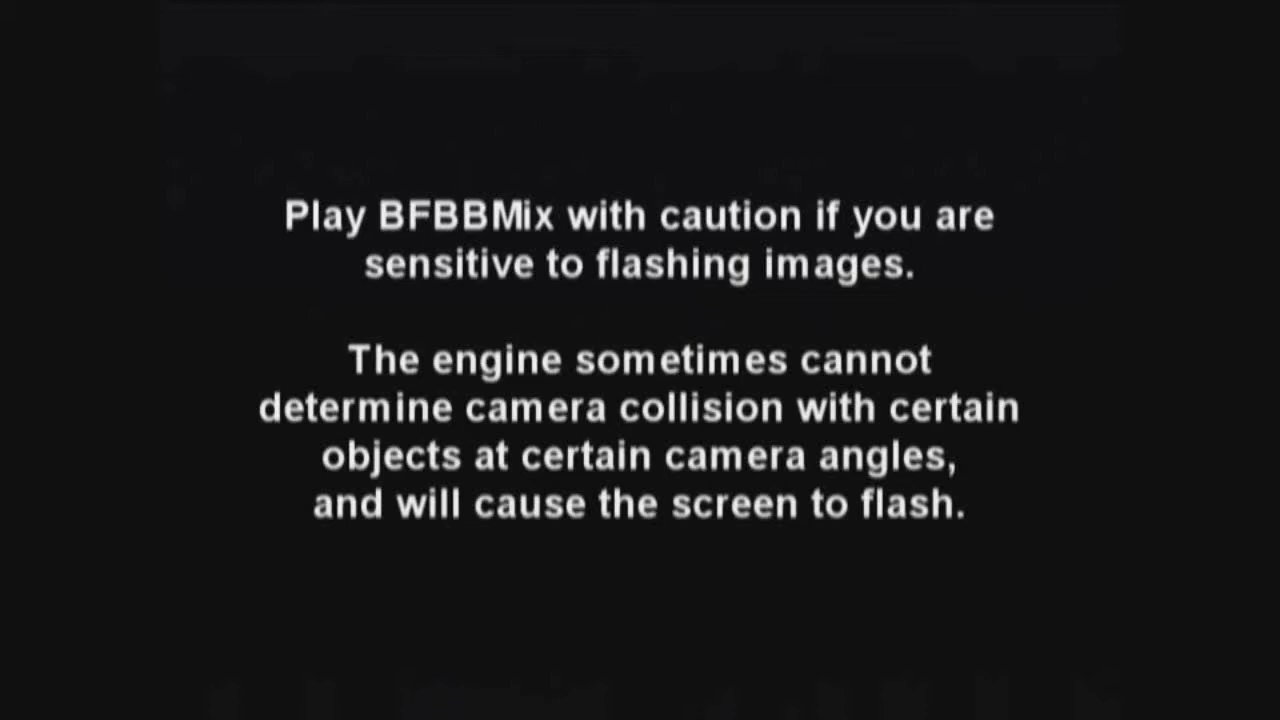 Play BFBBMix with caution if you are
sensitive to flashing images.
The engine sometimes cannot
determine camera collision with certain
objects at certain camera angles,
and will cause the screen to flash.